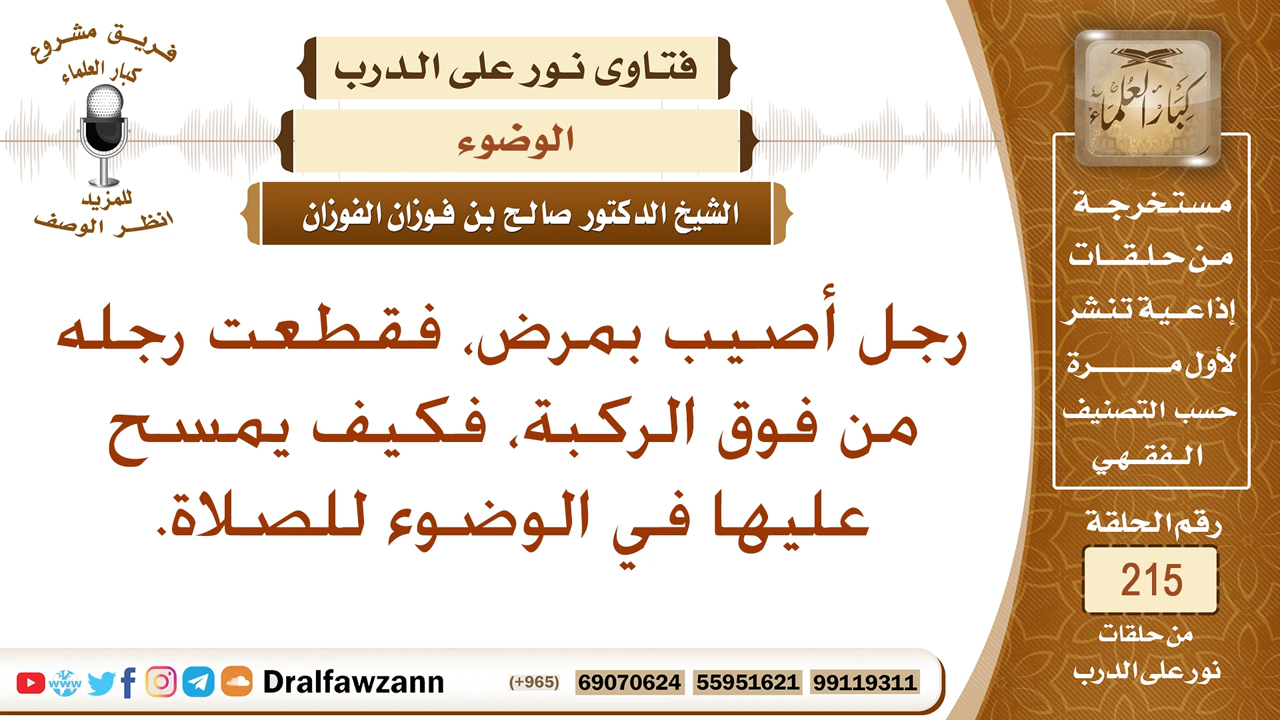 فريق مشروع
كبار العلماء
للمزيد
انظر الوصف
فتاوى نور على الدرب
الوضوء
الشيخ الدكتور صالح بن فوزان الفوزان
رجل أصيب بمرض، فقطعت رجله
من فوق الركبة، فكيف يمسح
عليها في الوضوء للصلاة.
كبار العلماء
مستخرجة
من حلقات
إذاعية تنشر
لأول مرة
حسب التصنيف
الفقهي
رقم الحلقة
215
من حلقات
نور على الدرب
www
Dralfawzann
(+965) 69070624 55951621 99119311